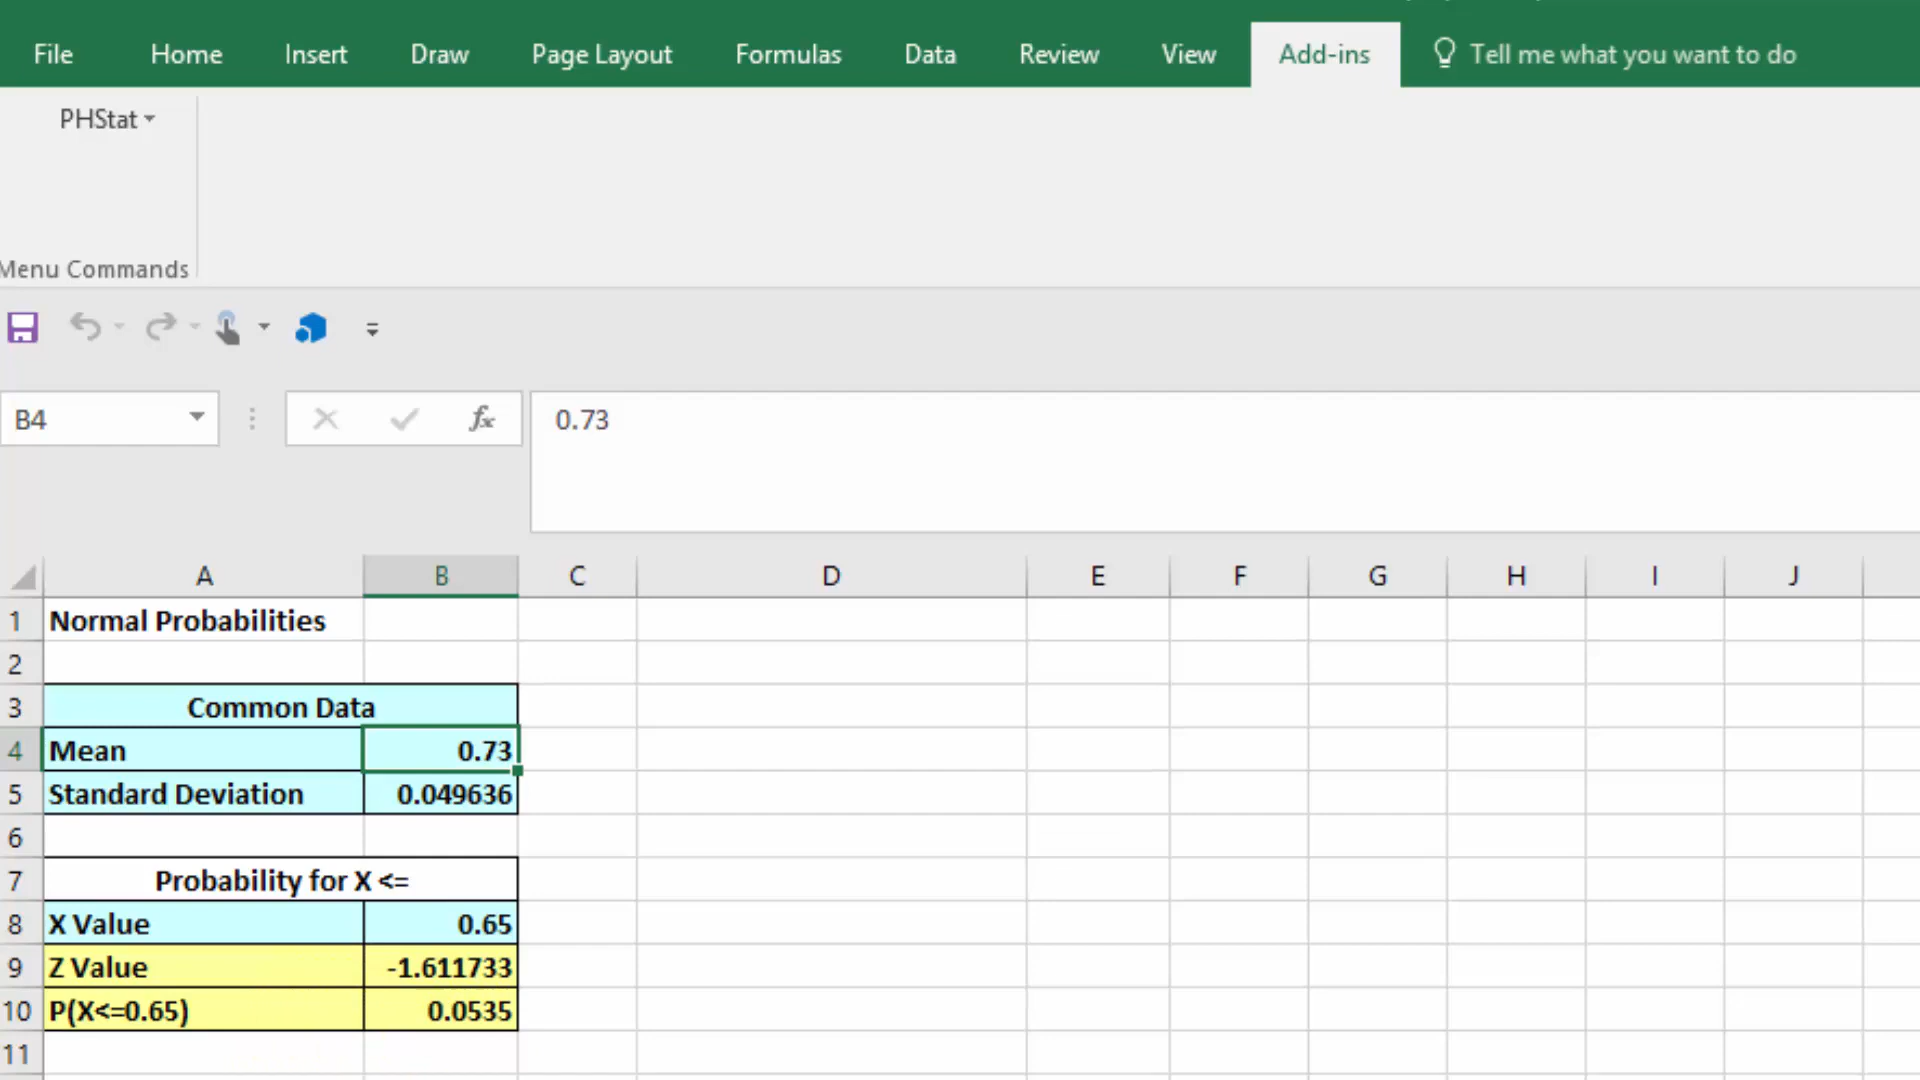 File Home Insert Draw Page Layout Formulas Data Review View Add-ins Tell me what you want to do
PHStat
Menu Commands
B4 fx 0.73
A B C D E F G H I J
1 Normal Probabilities
2
3 Common Data
4 Mean 0.73
5 Standard Deviation 0.049636
6
7 Probability for X <=
8 X Value 0.65
9 Z Value -1.611733
10 P(X<=0.65) 0.0535
11